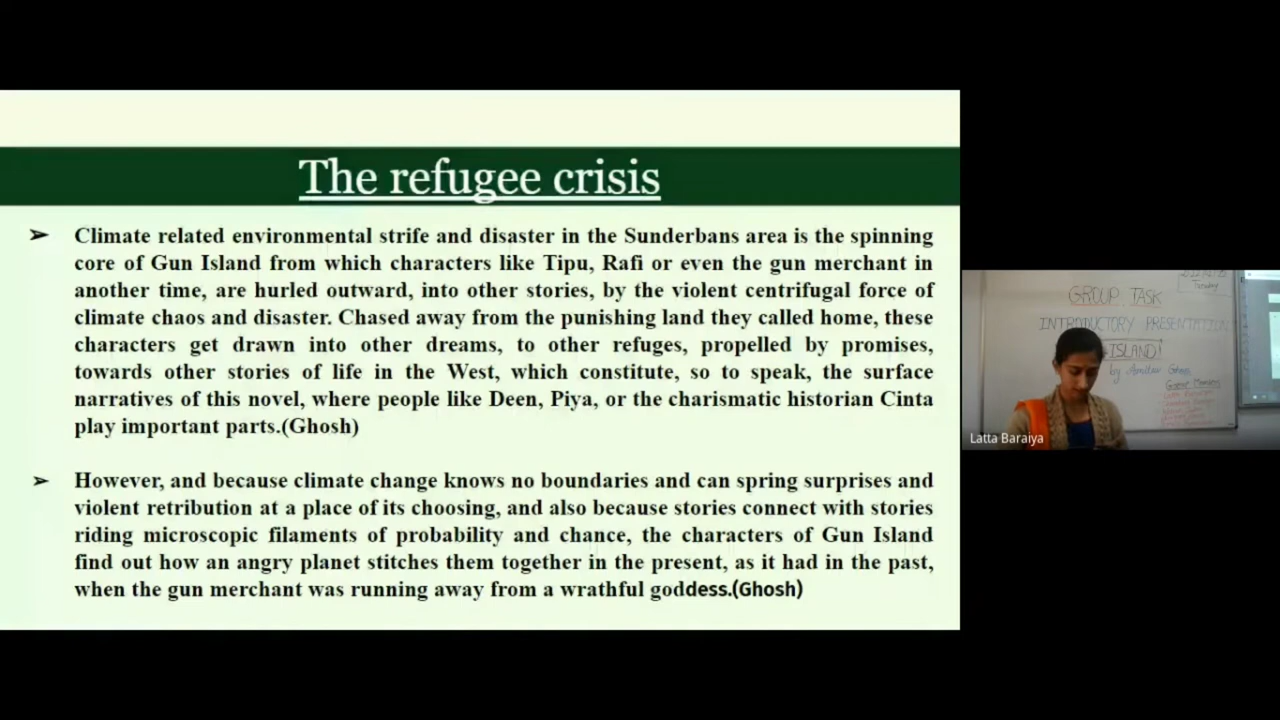 The refugee crisis
➤ Climate related environmental strife and disaster in the Sunderbans area is the spinning
core of Gun Island from which characters like Tipu, Rafi or even the gun merchant in
another time, are hurled outward, into other stories, by the violent centrifugal force of
climate chaos and disaster. Chased away from the punishing land they called home, these
characters get drawn into other dreams, to other refuges, propelled by promises,
towards other stories of life in the West, which constitute, so to speak, the surface
narratives of this novel, where people like Deen, Piya, or the charismatic historian Cinta
play important parts.(Ghosh)
➤ However, and because climate change knows no boundaries and can spring surprises and
violent retribution at a place of its choosing, and also because stories connect with stories
riding microscopic filaments of probability and chance, the characters of Gun Island
find out how an angry planet stitches them together in the present, as it had in the past,
when the gun merchant was running away from a wrathful goddess.(Ghosh)
Tuesday
GROUP TASK
INTRODUCTORY PRESENTATION
ISLAND'
by Amitav Ghosh
Group Members
Latta Baraiya